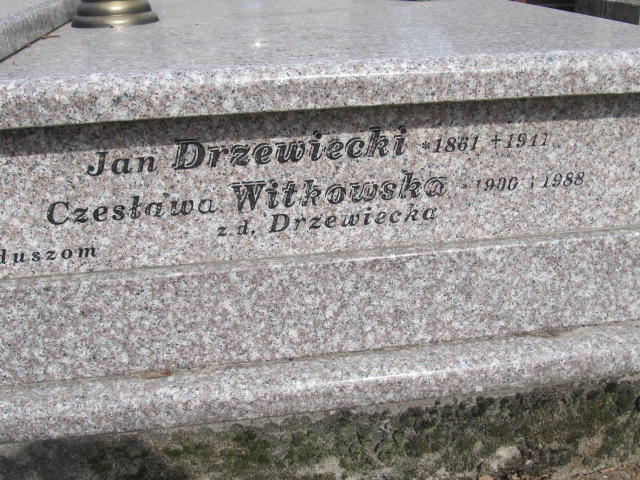 Jan Drzewiecki *1861 +1911
Czesława Witkowska *1900 +1988
z d. Drzewiecka
duszom